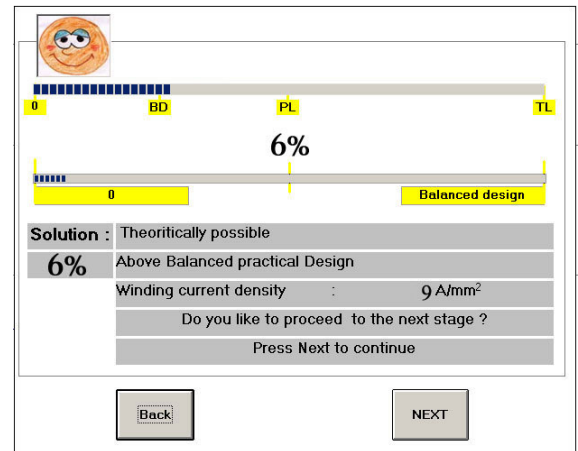 0 BD PL TL
6%
0 Balanced design
Solution : Theoritically possible
6% Above Balanced practical Design
Winding current density : 9 A/mm²
Do you like to proceed to the next stage ?
Press Next to continue
Back NEXT